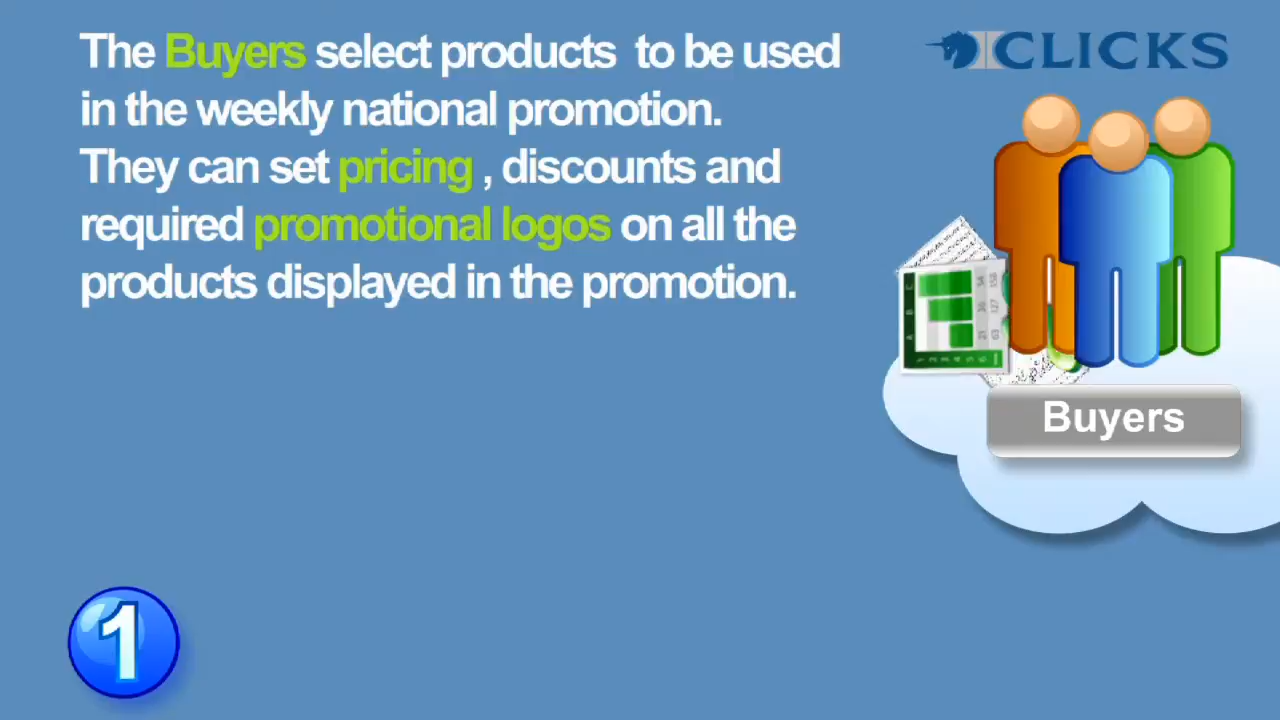 The Buyers select products to be used
in the weekly national promotion.
They can set pricing , discounts and
required promotional logos on all the
products displayed in the promotion.
CLICKS
Buyers
1